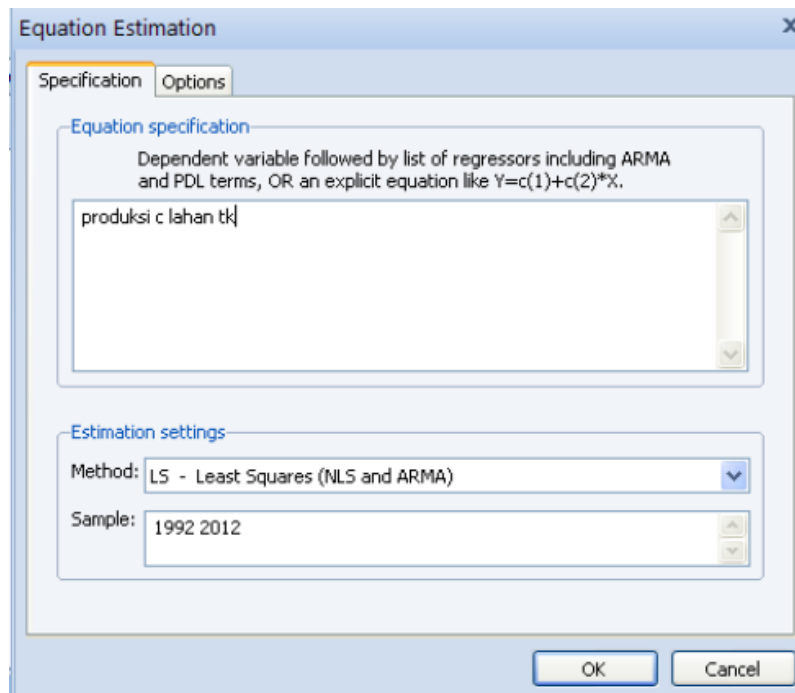 Equation Estimation
Specification
Options
Equation specification
Dependent variable followed by list of regressors including ARMA
and PDL terms, OR an explicit equation like Y=c(1)+c(2)*X.
produksi c lahan tk
Estimation settings
Method: LS - Least Squares (NLS and ARMA)
Sample: 1992 2012
OK
Cancel